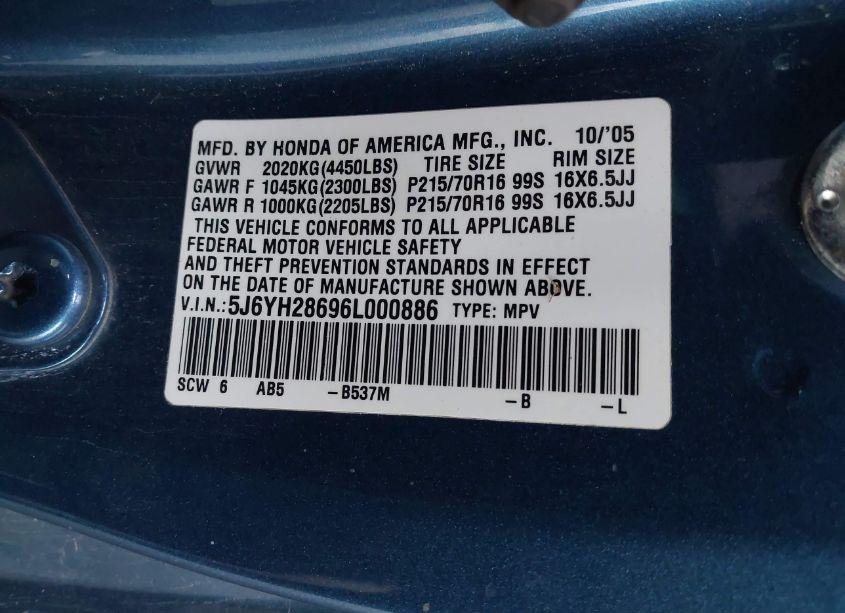 MFD. BY HONDA OF AMERICA MFG., INC. 10/'05
GVWR 2020KG(4450LBS) TIRE SIZE RIM SIZE
GAWR F 1045KG(2300LBS) P215/70R16 99S 16X6.5JJ
GAWR R 1000KG(2205LBS) P215/70R16 99S 16X6.5JJ
THIS VEHICLE CONFORMS TO ALL APPLICABLE
FEDERAL MOTOR VEHICLE SAFETY
AND THEFT PREVENTION STANDARDS IN EFFECT
ON THE DATE OF MANUFACTURE SHOWN ABOVE.
V.I.N.: 5J6YH28696L000886 TYPE: MPV
SCW 6 AB5 -B537M -B -L